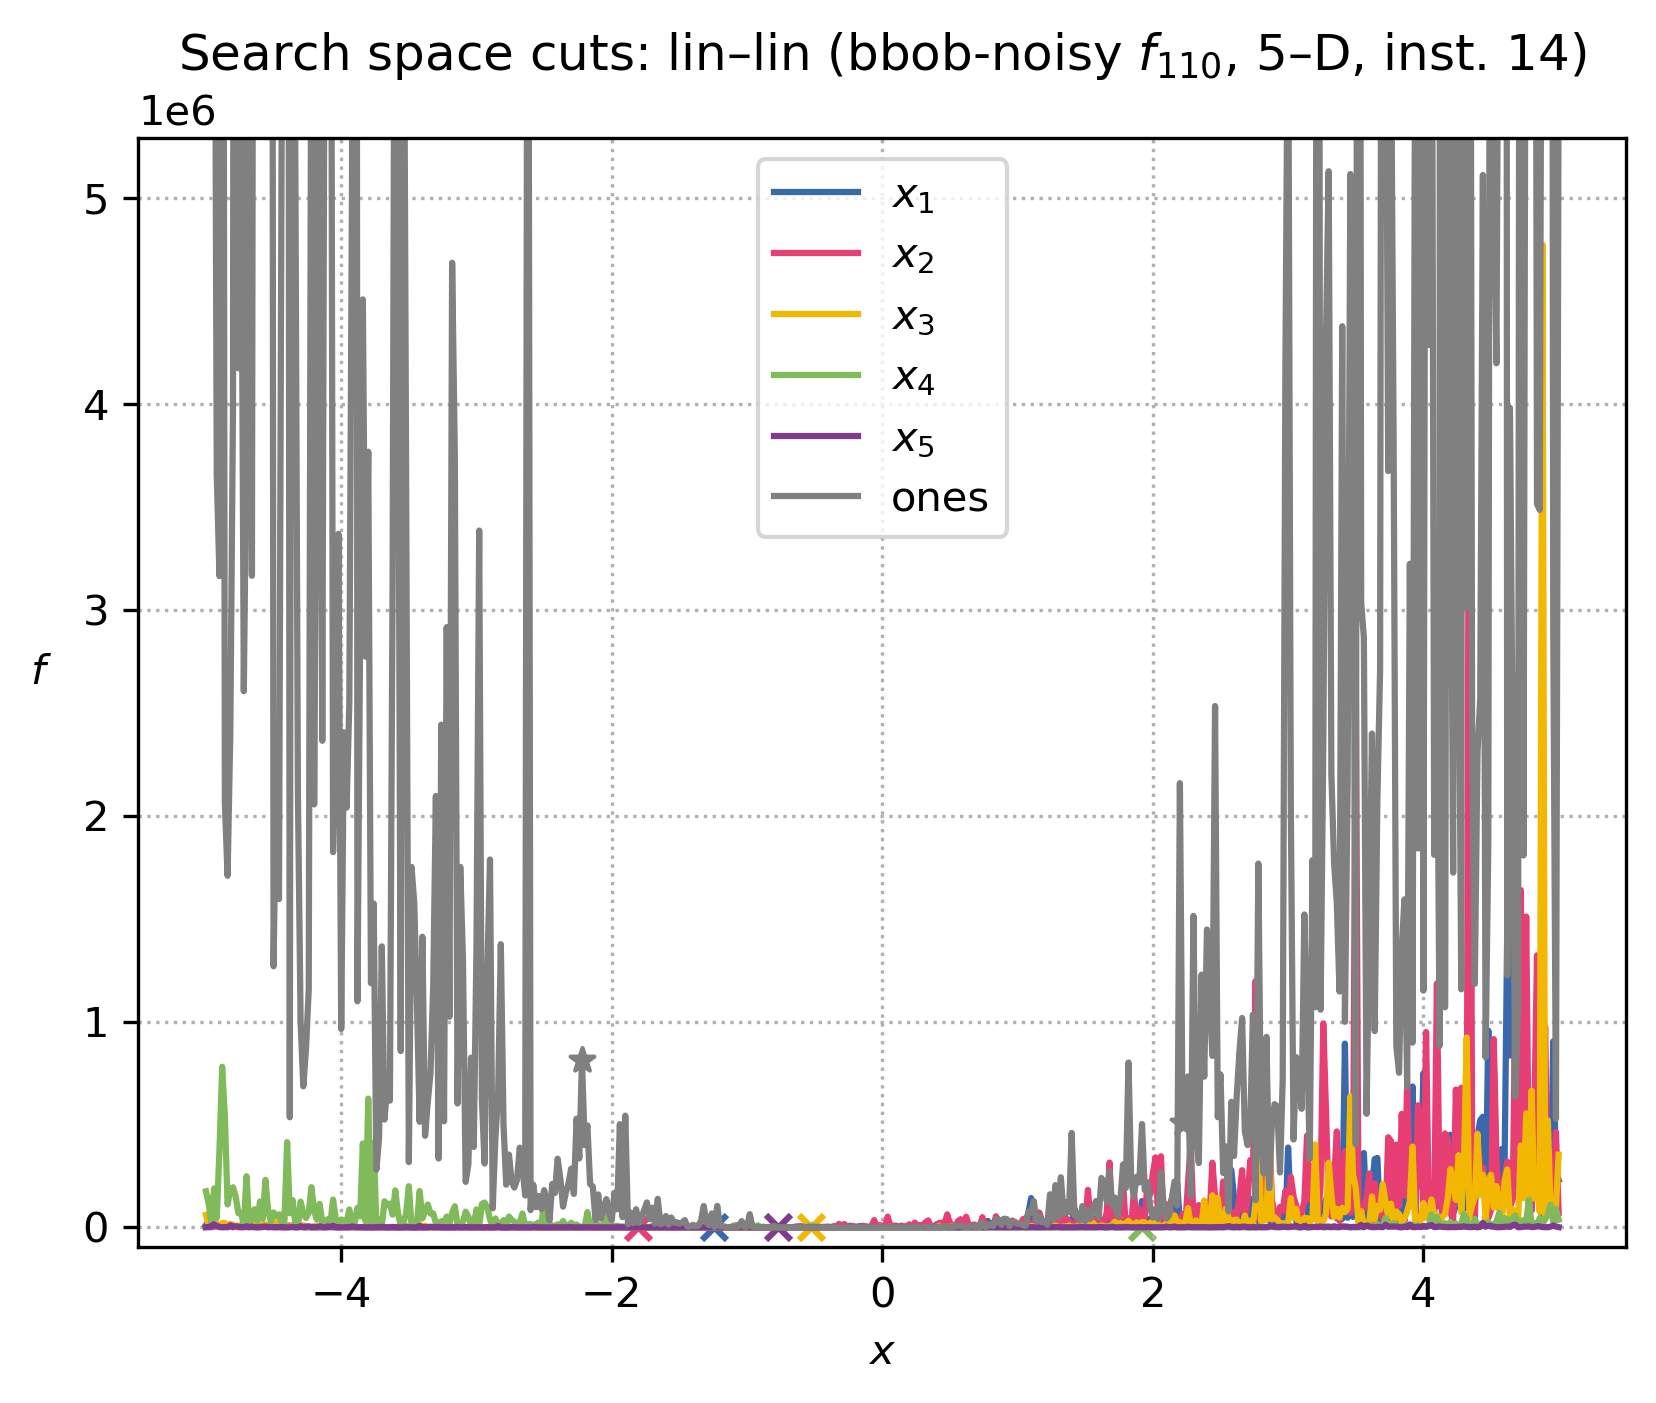 Search space cuts: lin–lin (bbob-noisy f₁₁₀, 5–D, inst. 14)
1e6
5
4
3
2
1
0
f
x₁
x₂
x₃
x₄
x₅
ones
−4
−2
0
2
4
x